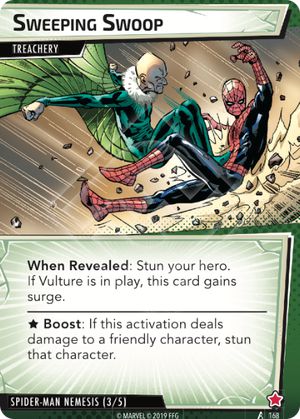 Sweeping Swoop
TREACHERY
When Revealed: Stun your hero.
If Vulture is in play, this card gains
surge.
★ Boost: If this activation deals
damage to a friendly character, stun
that character.
SPIDER-MAN NEMESIS (3/5)
© MARVEL © 2019 FFG
168